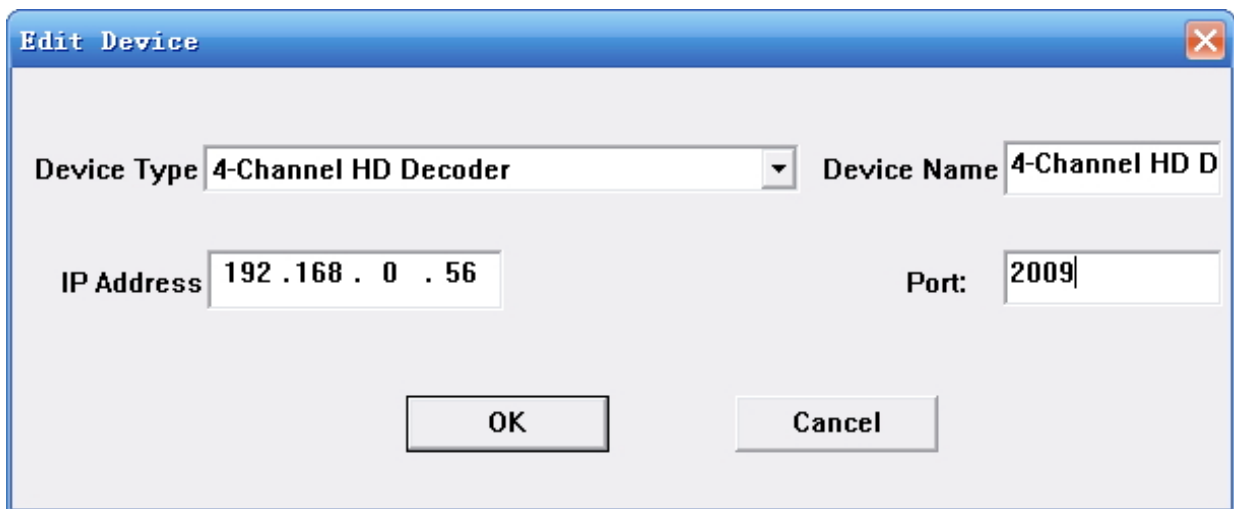 Edit Device
Device Type 4-Channel HD Decoder Device Name 4-Channel HD D
IP Address 192 .168 . 0 . 56 Port: 2009
OK Cancel